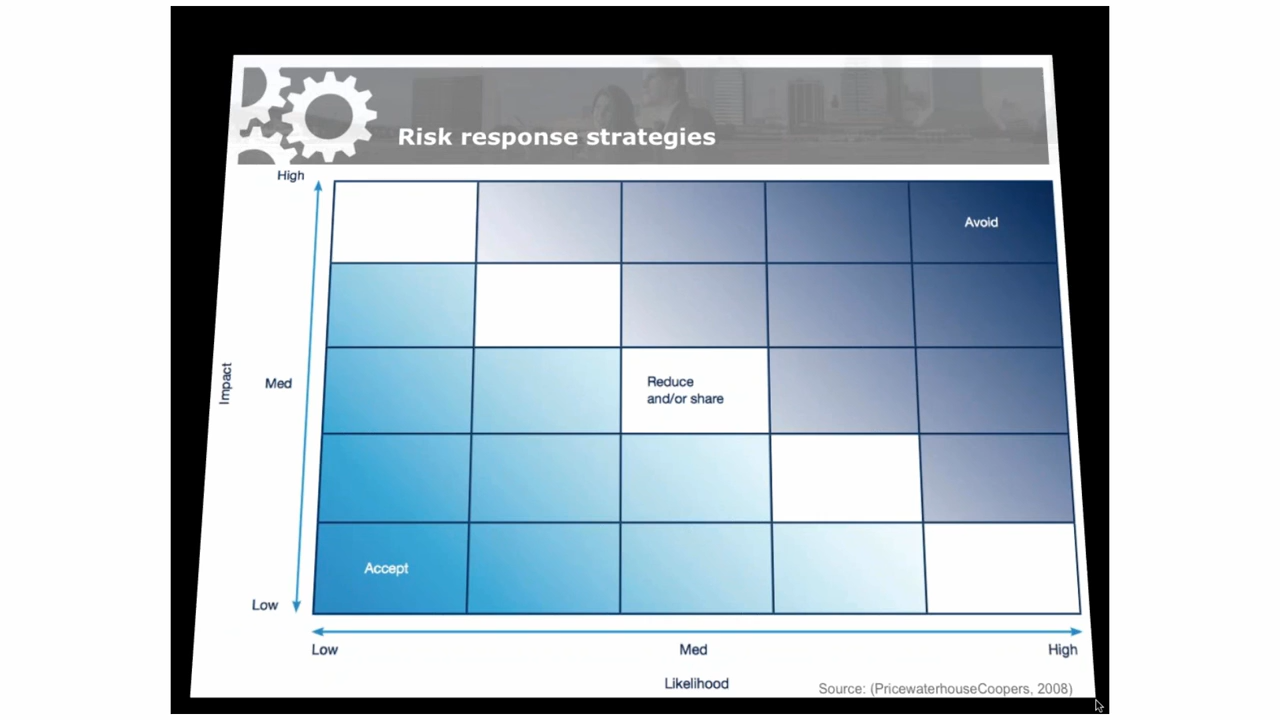 Risk response strategies
High
Avoid
Impact
Med
Reduce
and/or share
Accept
Low
Low
Med
High
Likelihood
Source: (PricewaterhouseCoopers, 2008)